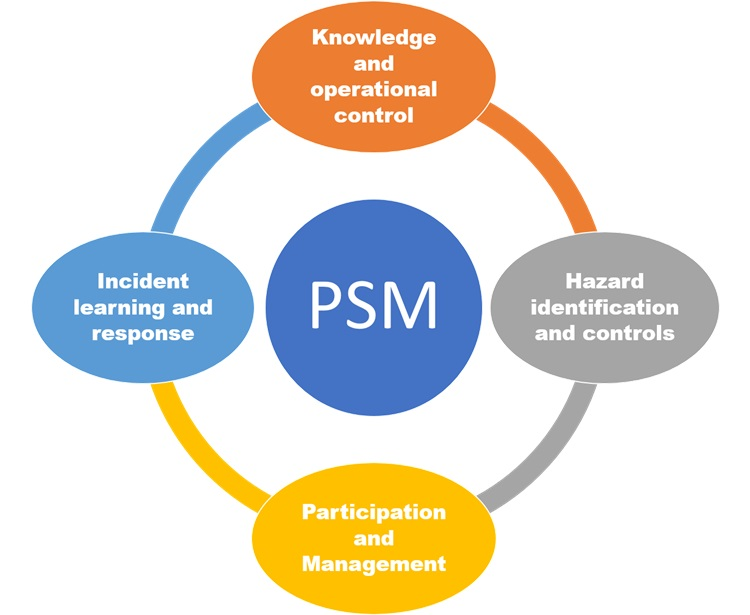 Knowledge
and
operational
control
Incident
learning and
response
PSM
Hazard
identification
and controls
Participation
and
Management